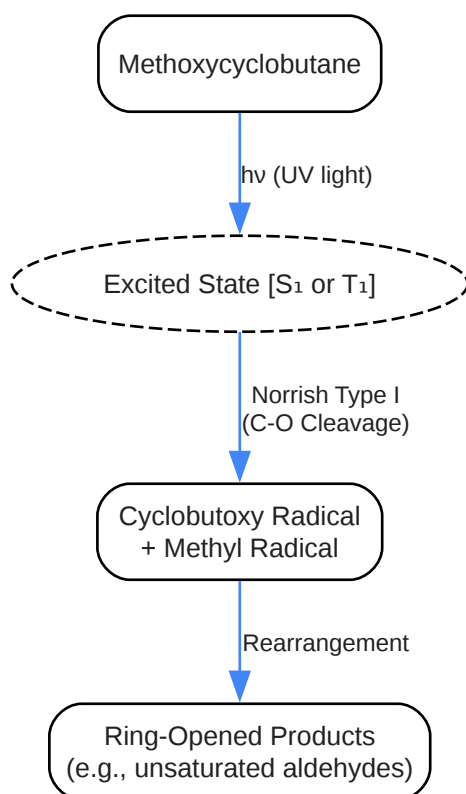 Methoxycyclobutane
hν (UV light)
Excited State [S₁ or T₁]
Norrish Type I
(C-O Cleavage)
Cyclobutoxy Radical
+ Methyl Radical
Rearrangement
Ring-Opened Products
(e.g., unsaturated aldehydes)